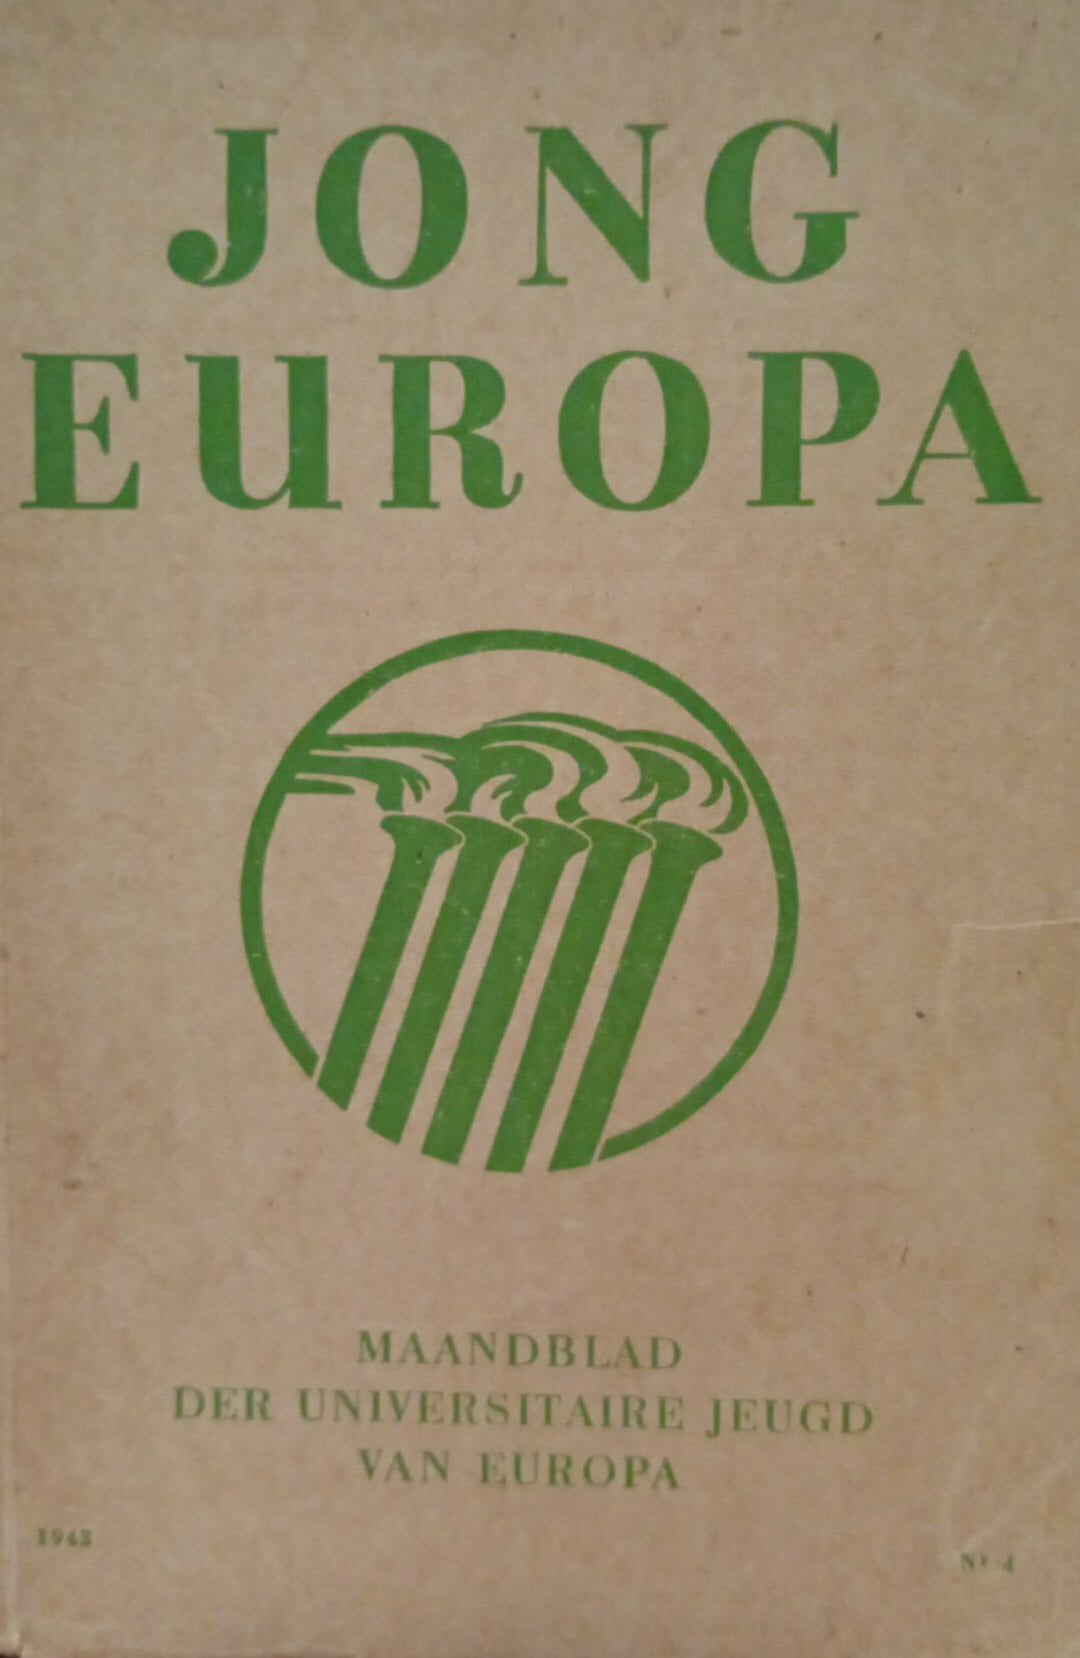 JONG
EUROPA
MAANDBLAD
DER UNIVERSITAIRE JEUGD
VAN EUROPA
1943
Nr 4